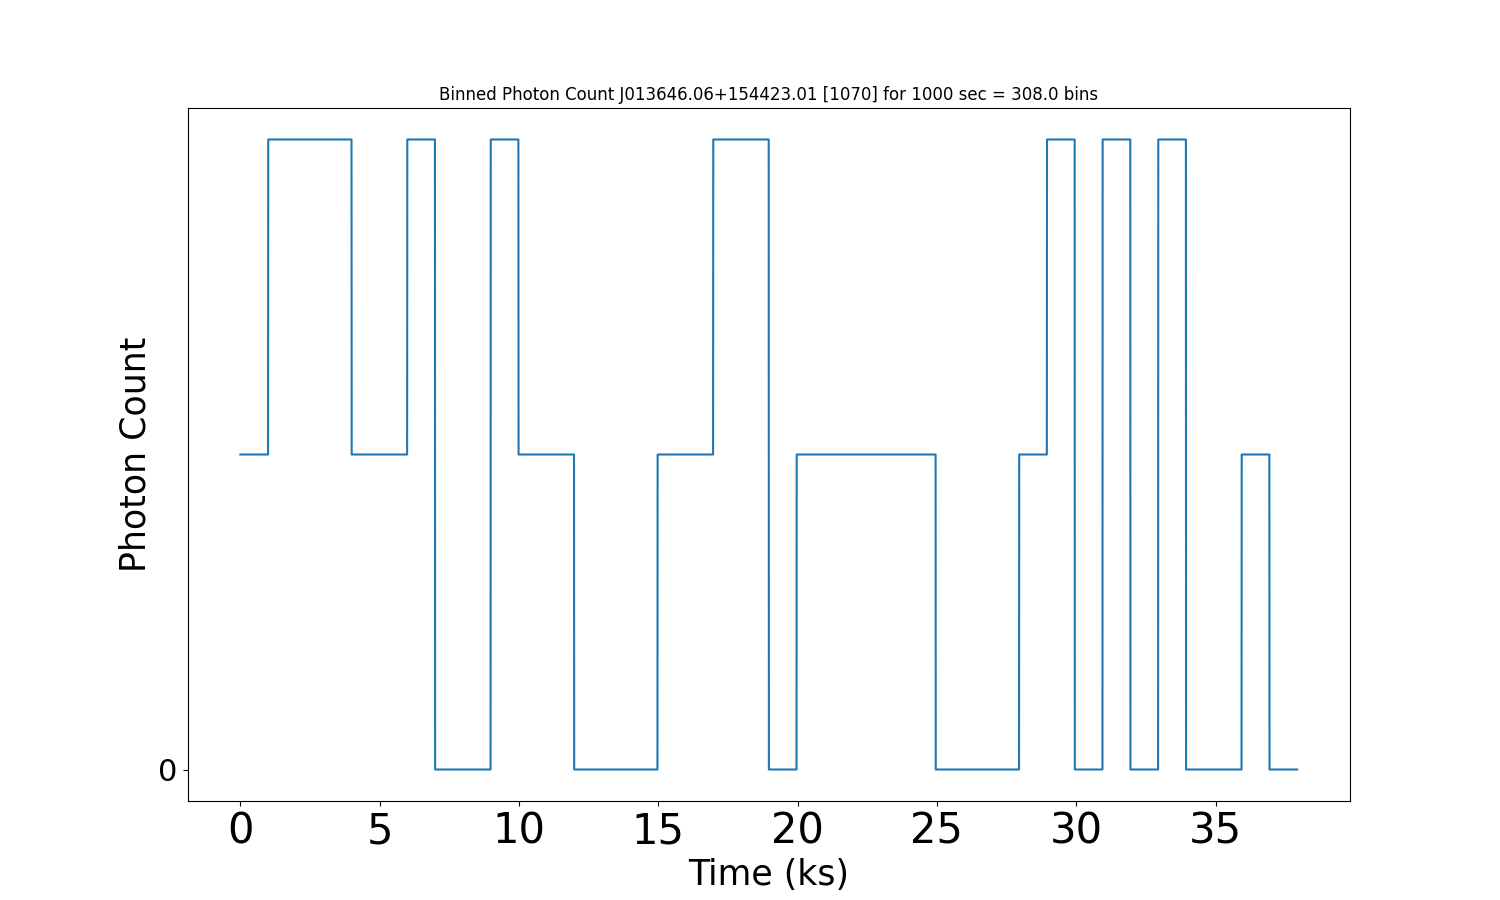 Binned Photon Count J013646.06+154423.01 [1070] for 1000 sec = 308.0 bins
Photon Count
0
0 5 10 15 20 25 30 35
Time (ks)